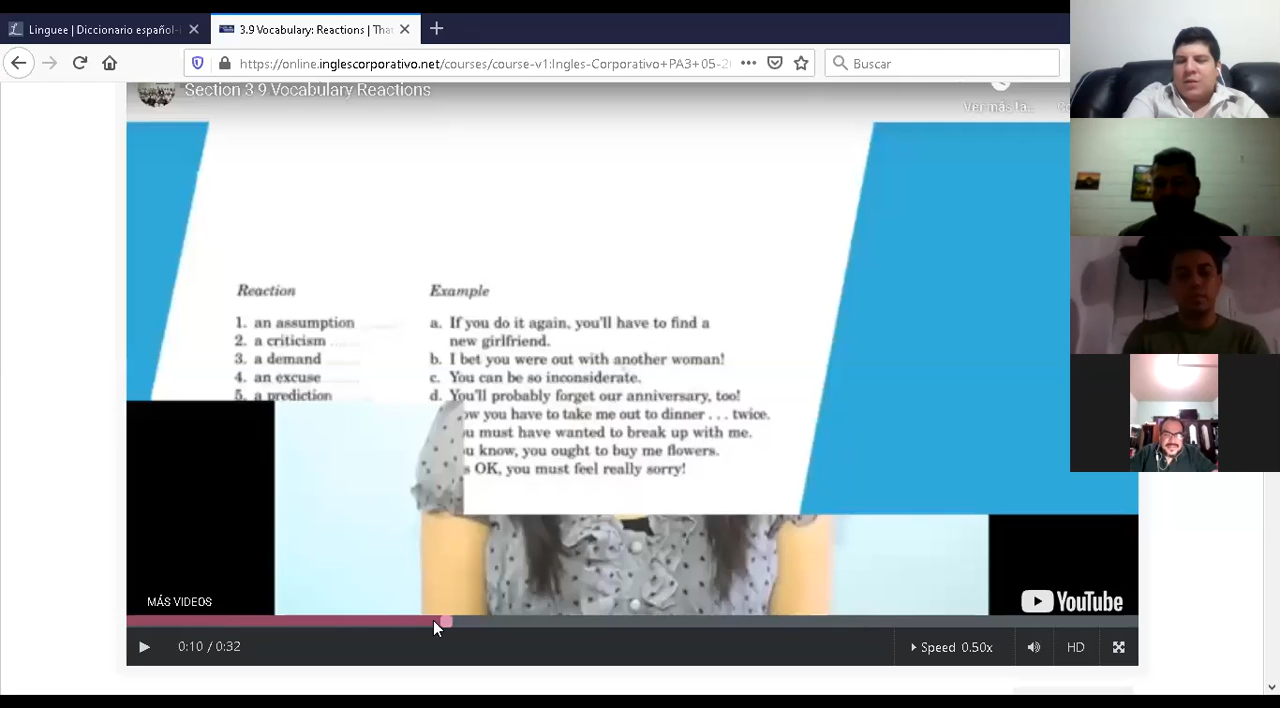 Linguee | Diccionario español-
3.9 Vocabulary: Reactions | Tha
https://online.inglescorporativo.net/courses/course-v1:Ingles-Corporativo+PA3+05-2
Buscar
Section 3 9 Vocabulary Reactions
Ver más ta...
Reaction
Example
1. an assumption
a. If you do it again, you'll have to find a
new girlfriend.
2. a criticism
b. I bet you were out with another woman!
3. a demand
c. You can be so inconsiderate.
4. an excuse
d. You'll probably forget our anniversary, too!
5. a prediction
ow you have to take me out to dinner . . . twice.
u must have wanted to break up with me.
u know, you ought to buy me flowers.
s OK, you must feel really sorry!
MÁS VIDEOS
YouTube
0:10 / 0:32
Speed 0.50x
HD